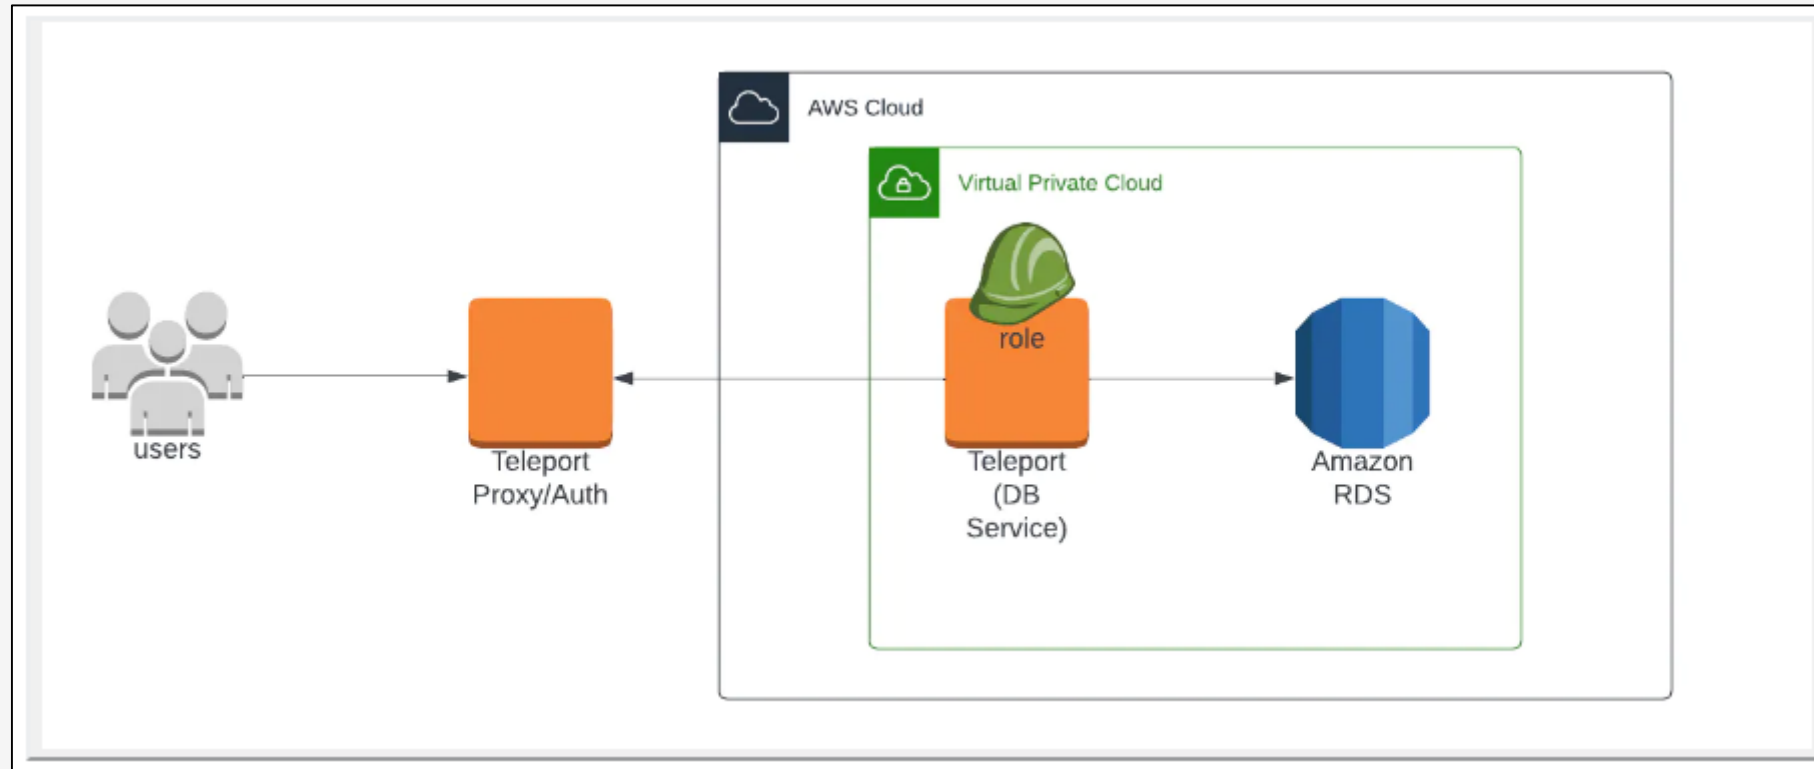 AWS Cloud
Virtual Private Cloud
role
users
Teleport
Proxy/Auth
Teleport
(DB
Service)
Amazon
RDS